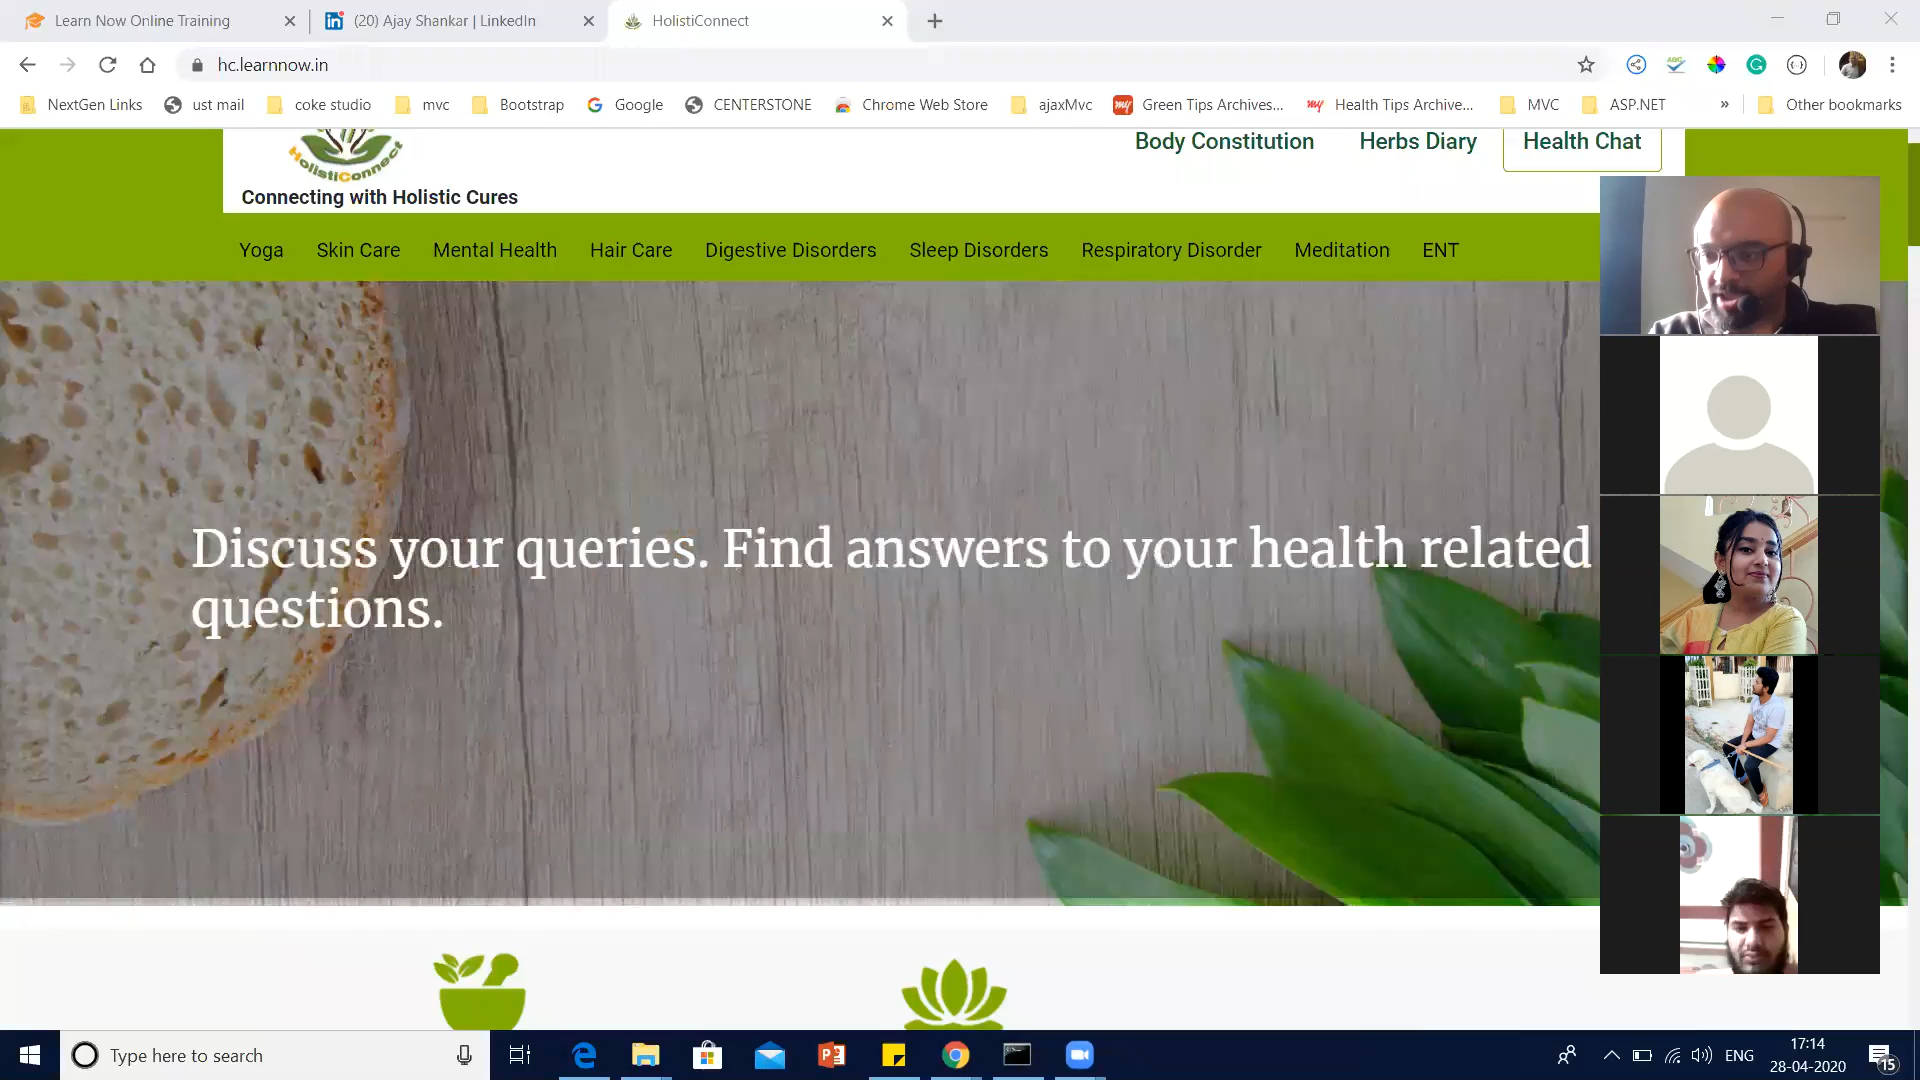 Learn Now Online Training
(20) Ajay Shankar | LinkedIn
HolistiConnect
hc.learnnow.in
NextGen Links
ust mail
coke studio
mvc
Bootstrap
Google
CENTERSTONE
Chrome Web Store
ajaxMvc
Green Tips Archives...
Health Tips Archive...
MVC
ASP.NET
»
Other bookmarks
HolistiConnect
Connecting with Holistic Cures
Body Constitution
Herbs Diary
Health Chat
Yoga
Skin Care
Mental Health
Hair Care
Digestive Disorders
Sleep Disorders
Respiratory Disorder
Meditation
ENT
Discuss your queries. Find answers to your health related
questions.
Type here to search
ENG
17:14
28-04-2020
15